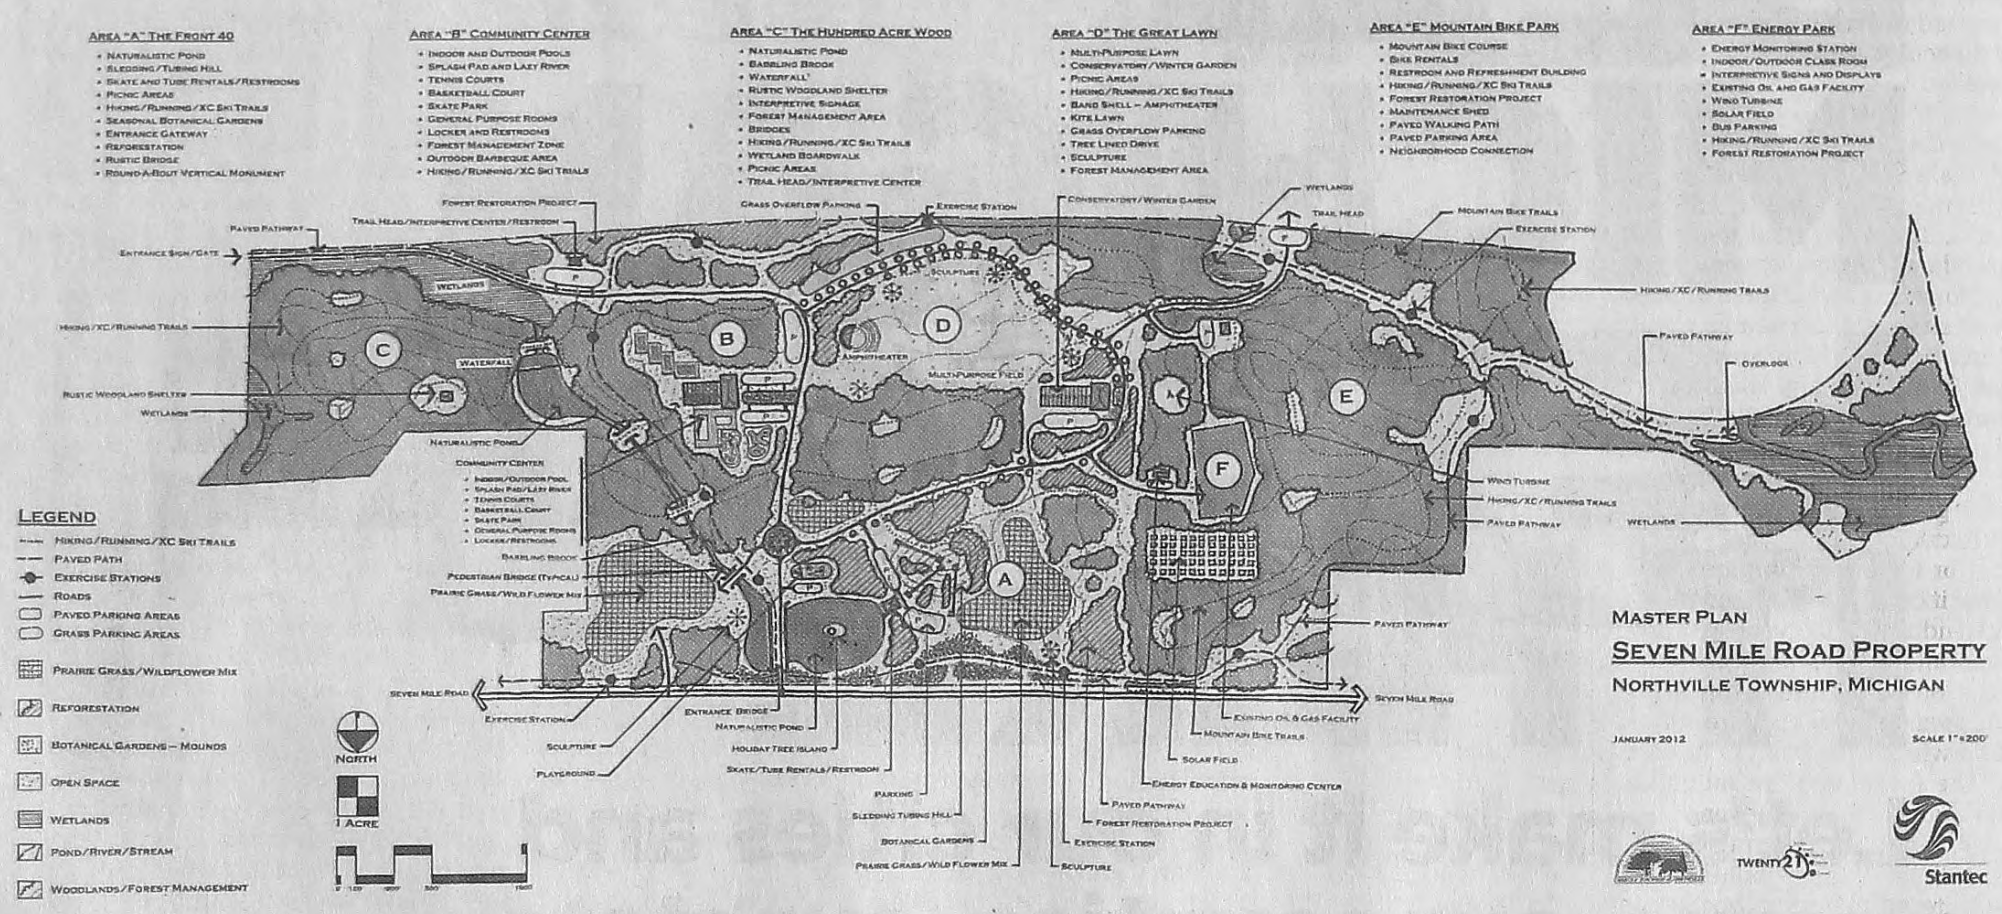 AREA "A" THE FRONT 40
• NATURALISTIC POND
• SLEDDING/TUBING HILL
• SKATE AND TUBE RENTALS/RESTROOMS
• PICNIC AREAS
• HIKING/RUNNING/XC SKI TRAILS
• SEASONAL BOTANICAL GARDENS
• ENTRANCE GATEWAY
• REFORESTATION
• RUSTIC BRIDGE
• ROUND-A-BOUT VERTICAL MONUMENT
AREA "B" COMMUNITY CENTER
• INDOOR AND OUTDOOR POOLS
• SPLASH PAD AND LAZY RIVER
• TENNIS COURTS
• BASKETBALL COURT
• SKATE PARK
• GENERAL PURPOSE ROOMS
• LOCKER AND RESTROOMS
• FOREST MANAGEMENT ZONE
• OUTDOOR BARBEQUE AREA
• HIKING/RUNNING/XC SKI TRIALS
AREA "C" THE HUNDRED ACRE WOOD
• NATURALISTIC POND
• BABBLING BROOK
• WATERFALL
• RUSTIC WOODLAND SHELTER
• INTERPRETIVE SIGNAGE
• FOREST MANAGEMENT AREA
• BRIDGES
• HIKING/RUNNING/XC SKI TRAILS
• WETLAND BOARDWALK
• PICNIC AREAS
• TRAIL HEAD/INTERPRETIVE CENTER
AREA "D" THE GREAT LAWN
• MULTI-PURPOSE LAWN
• CONSERVATORY/WINTER GARDEN
• PICNIC AREAS
• HIKING/RUNNING/XC SKI TRAILS
• BAND SHELL – AMPHITHEATER
• KITE LAWN
• GRASS OVERFLOW PARKING
• TREE LINED DRIVE
• SCULPTURE
• FOREST MANAGEMENT AREA
AREA "E" MOUNTAIN BIKE PARK
• MOUNTAIN BIKE COURSE
• BIKE RENTALS
• RESTROOM AND REFRESHMENT BUILDING
• HIKING/RUNNING/XC SKI TRAILS
• FOREST RESTORATION PROJECT
• MAINTENANCE SHED
• PAVED WALKING PATH
• PAVED PARKING AREA
• NEIGHBORHOOD CONNECTION
AREA "F" ENERGY PARK
• ENERGY MONITORING STATION
• INDOOR/OUTDOOR CLASS ROOM
• INTERPRETIVE SIGNS AND DISPLAYS
• EXISTING OIL AND GAS FACILITY
• WIND TURBINE
• SOLAR FIELD
• BUS PARKING
• HIKING/RUNNING/XC SKI TRAILS
• FOREST RESTORATION PROJECT
WETLANDS
FOREST RESTORATION PROJECT
GRASS OVERFLOW PARKING
EXERCISE STATION
CONSERVATORY/WINTER GARDEN
TRAIL HEAD
MOUNTAIN BIKE TRAILS
TRAIL HEAD/INTERPRETIVE CENTER/RESTROOM
PAVED PATHWAY
EXERCISE STATION
ENTRANCE SIGN/GATE
P
P
SCULPTURE
WETLANDS
HIKING/XC/RUNNING TRAILS
HIKING/XC/RUNNING TRAILS
C
B
P
D
P
PAVED PATHWAY
AMPHITHEATER
WATERFALL
OVERLOOK
MULTI-PURPOSE FIELD
P
RUSTIC WOODLAND SHELTER
E
WETLANDS
P
P
NATURALISTIC POND
COMMUNITY CENTER
• INDOOR/OUTDOOR POOL
• SPLASH PAD/LAZY RIVER
• TENNIS COURTS
• BASKETBALL COURT
• SKATE PARK
• GENERAL PURPOSE ROOMS
• LOCKER/RESTROOMS
F
WIND TURBINE
HIKING/XC/RUNNING TRAILS
PAVED PATHWAY
WETLANDS
BABBLING BROOK
PEDESTRIAN BRIDGE (TYPICAL)
PRAIRIE GRASS/WILD FLOWER MIX
P
A
PAVED PATHWAY
SEVEN MILE ROAD
SEVEN MILE ROAD
EXERCISE STATION
ENTRANCE BRIDGE
NATURALISTIC POND
SCULPTURE
HOLIDAY TREE ISLAND
PLAYGROUND
SKATE/TUBE RENTALS/RESTROOM
PARKING
SLEDDING TUBING HILL
BOTANICAL GARDENS
PRAIRIE GRASS/WILD FLOWER MIX
EXISTING OIL & GAS FACILITY
MOUNTAIN BIKE TRAILS
SOLAR FIELD
ENERGY EDUCATION & MONITORING CENTER
PAVED PATHWAY
FOREST RESTORATION PROJECT
EXERCISE STATION
SCULPTURE
LEGEND
HIKING/RUNNING/XC SKI TRAILS
PAVED PATH
EXERCISE STATIONS
ROADS
PAVED PARKING AREAS
GRASS PARKING AREAS
PRAIRIE GRASS/WILDFLOWER MIX
REFORESTATION
BOTANICAL GARDENS – MOUNDS
OPEN SPACE
WETLANDS
POND/RIVER/STREAM
WOODLANDS/FOREST MANAGEMENT
NORTH
1 ACRE
MASTER PLAN
SEVEN MILE ROAD PROPERTY
NORTHVILLE TOWNSHIP, MICHIGAN
JANUARY 2012
SCALE 1"=200'
TWENTY21
Stantec